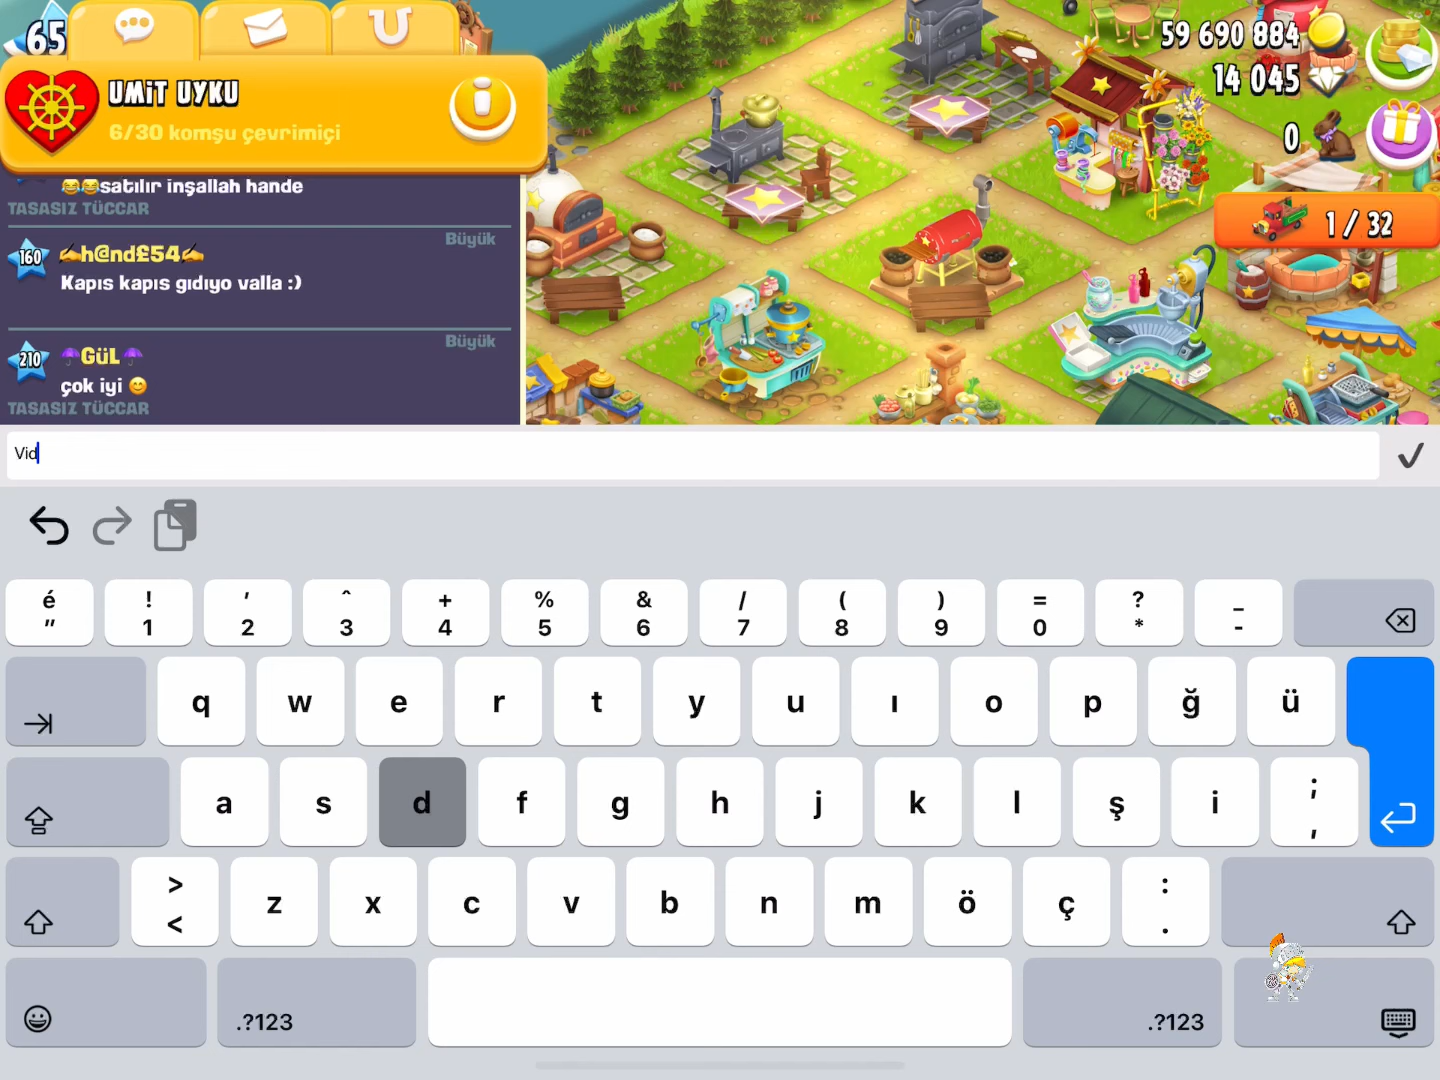 65
UMiT UYKU
6/30 komşu çevrimiçi
59 690 884
14 045
0
1 / 32
😂😂satılır inşallah hande
TASASIZ TÜCCAR
Büyük
160
✍h@nd£54✍
Kapıs kapıs gıdıyo valla :)
Büyük
210
☂GüL☂
çok iyi 😊
TASASIZ TÜCCAR
Vid
é ! ' ^ + % & / ( ) = ? _
" 1 2 3 4 5 6 7 8 9 0 * -
q w e r t y u ı o p ğ ü
a s d f g h j k l ş i ; ,
> < z x c v b n m ö ç : .
.?123 .?123